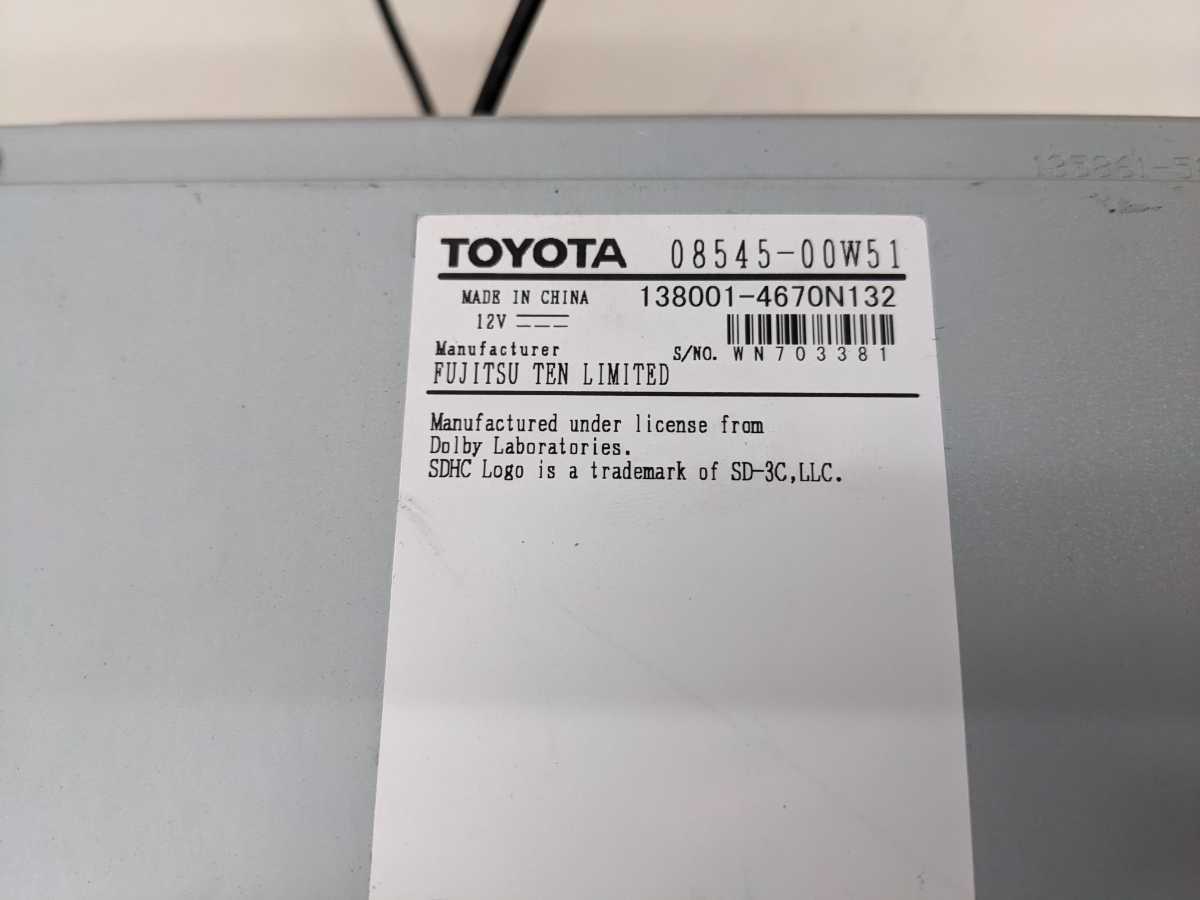 TOYOTA 08545-00W51
MADE IN CHINA 138001-4670N132
12V
Manufacturer S/NO. WN703381
FUJITSU TEN LIMITED
Manufactured under license from
Dolby Laboratories.
SDHC Logo is a trademark of SD-3C,LLC.